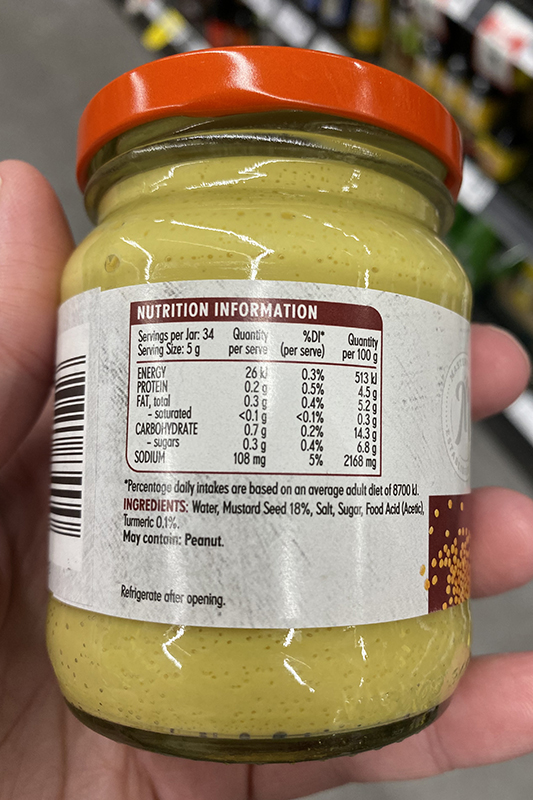 NUTRITION INFORMATION
Servings per Jar: 34 Quantity %DI* Quantity
Serving Size: 5 g per serve (per serve) per 100 g
ENERGY 26 kJ 0.3% 513 kJ
PROTEIN 0.2 g 0.5% 4.5 g
FAT, total 0.3 g 0.4% 5.2 g
- saturated <0.1 g <0.1% 0.3 g
CARBOHYDRATE 0.7 g 0.2% 14.3 g
- sugars 0.3 g 0.4% 6.8 g
SODIUM 108 mg 5% 2168 mg
*Percentage daily intakes are based on an average adult diet of 8700 kJ.
INGREDIENTS: Water, Mustard Seed 18%, Salt, Sugar, Food Acid (Acetic),
Turmeric 0.1%.
May contain: Peanut.
Refrigerate after opening.